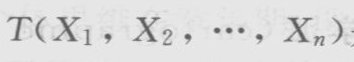 T(X₁, X₂, ⋯, Xₙ);